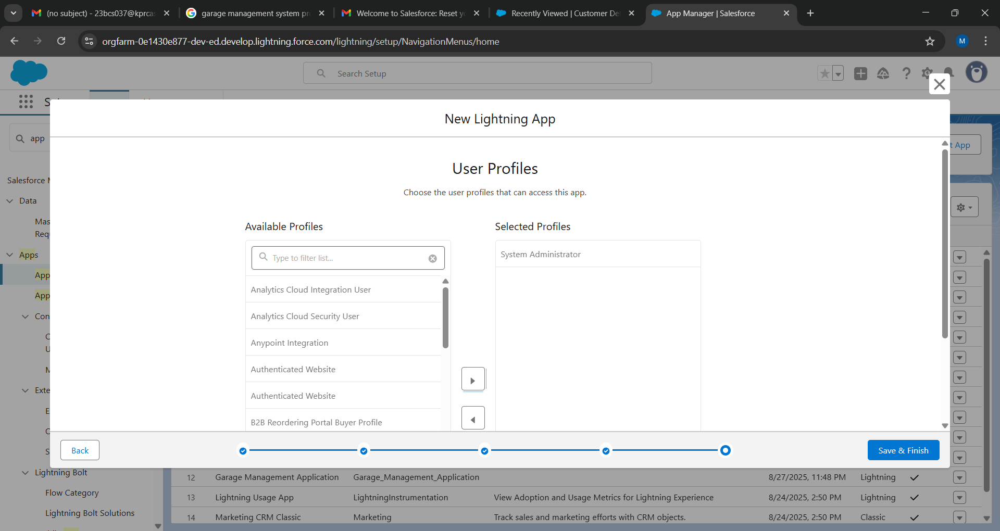 (no subject) - 23bcs037@kprcas
garage management system pr
Welcome to Salesforce: Reset y
Recently Viewed | Customer De
App Manager | Salesforce
orgfarm-0e1430e877-dev-ed.develop.lightning.force.com/lightning/setup/NavigationMenus/home
M
Search Setup
New Lightning App
app
t App
User Profiles
Salesforce M
Choose the user profiles that can access this app.
Data
Mas
Req
Available Profiles
Selected Profiles
Type to filter list...
System Administrator
Apps
App
App
Analytics Cloud Integration User
Con
Analytics Cloud Security User
Anypoint Integration
Authenticated Website
Exte
Authenticated Website
B2B Reordering Portal Buyer Profile
Back
Save & Finish
Lightning Bolt
12 Garage Management Application Garage_Management_Application 8/27/2025, 11:48 PM Lightning
Flow Category
13 Lightning Usage App LightningInstrumentation View Adoption and Usage Metrics for Lightning Experience 8/24/2025, 2:50 PM Lightning
Lightning Bolt Solutions
14 Marketing CRM Classic Marketing Track sales and marketing efforts with CRM objects. 8/24/2025, 2:50 PM Classic